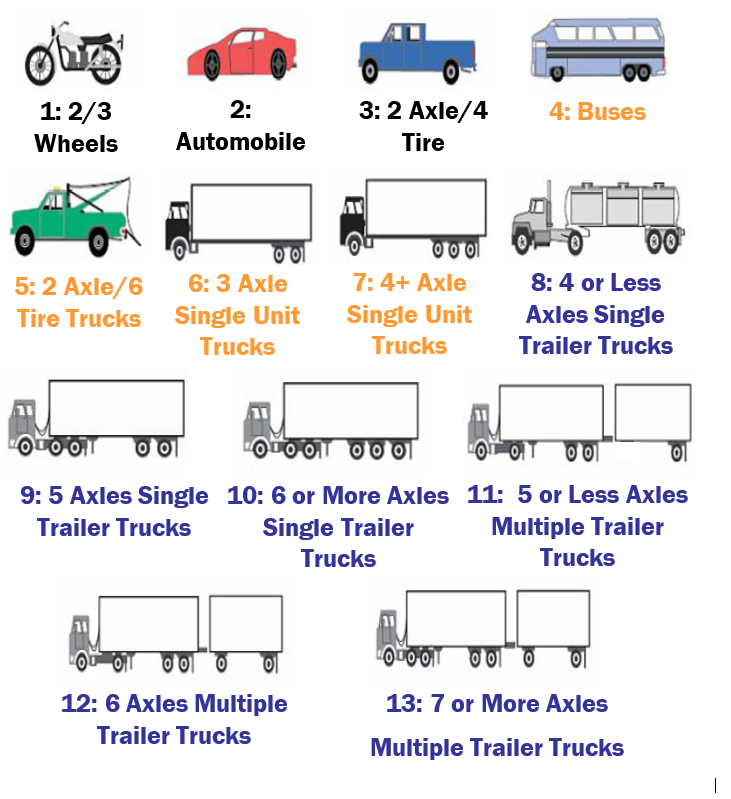 1: 2/3
Wheels
2:
Automobile
3: 2 Axle/4
Tire
4: Buses
5: 2 Axle/6
Tire Trucks
6: 3 Axle
Single Unit
Trucks
7: 4+ Axle
Single Unit
Trucks
8: 4 or Less
Axles Single
Trailer Trucks
9: 5 Axles Single
Trailer Trucks
10: 6 or More Axles
Single Trailer
Trucks
11:  5 or Less Axles
Multiple Trailer
Trucks
12: 6 Axles Multiple
Trailer Trucks
13: 7 or More Axles
Multiple Trailer Trucks